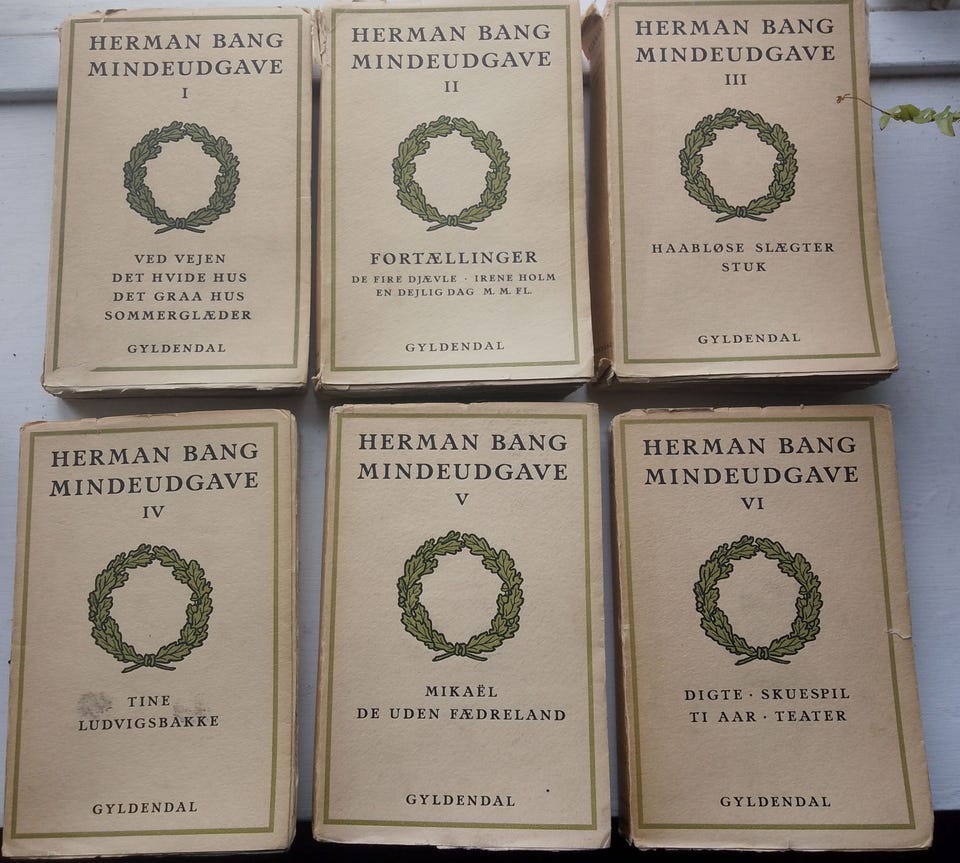 HERMAN BANG
MINDEUDGAVE
I
VED VEJEN
DET HVIDE HUS
DET GRAA HUS
SOMMERGLÆDER
GYLDENDAL
HERMAN BANG
MINDEUDGAVE
II
FORTÆLLINGER
DE FIRE DJÆVLE · IRENE HOLM
EN DEJLIG DAG M. M. FL.
GYLDENDAL
HERMAN BANG
MINDEUDGAVE
III
HAABLØSE SLÆGTER
STUK
GYLDENDAL
HERMAN BANG
MINDEUDGAVE
IV
TINE
LUDVIGSBAKKE
GYLDENDAL
HERMAN BANG
MINDEUDGAVE
V
MIKAËL
DE UDEN FÆDRELAND
GYLDENDAL
HERMAN BANG
MINDEUDGAVE
VI
DIGTE · SKUESPIL
TI AAR · TEATER
GYLDENDAL